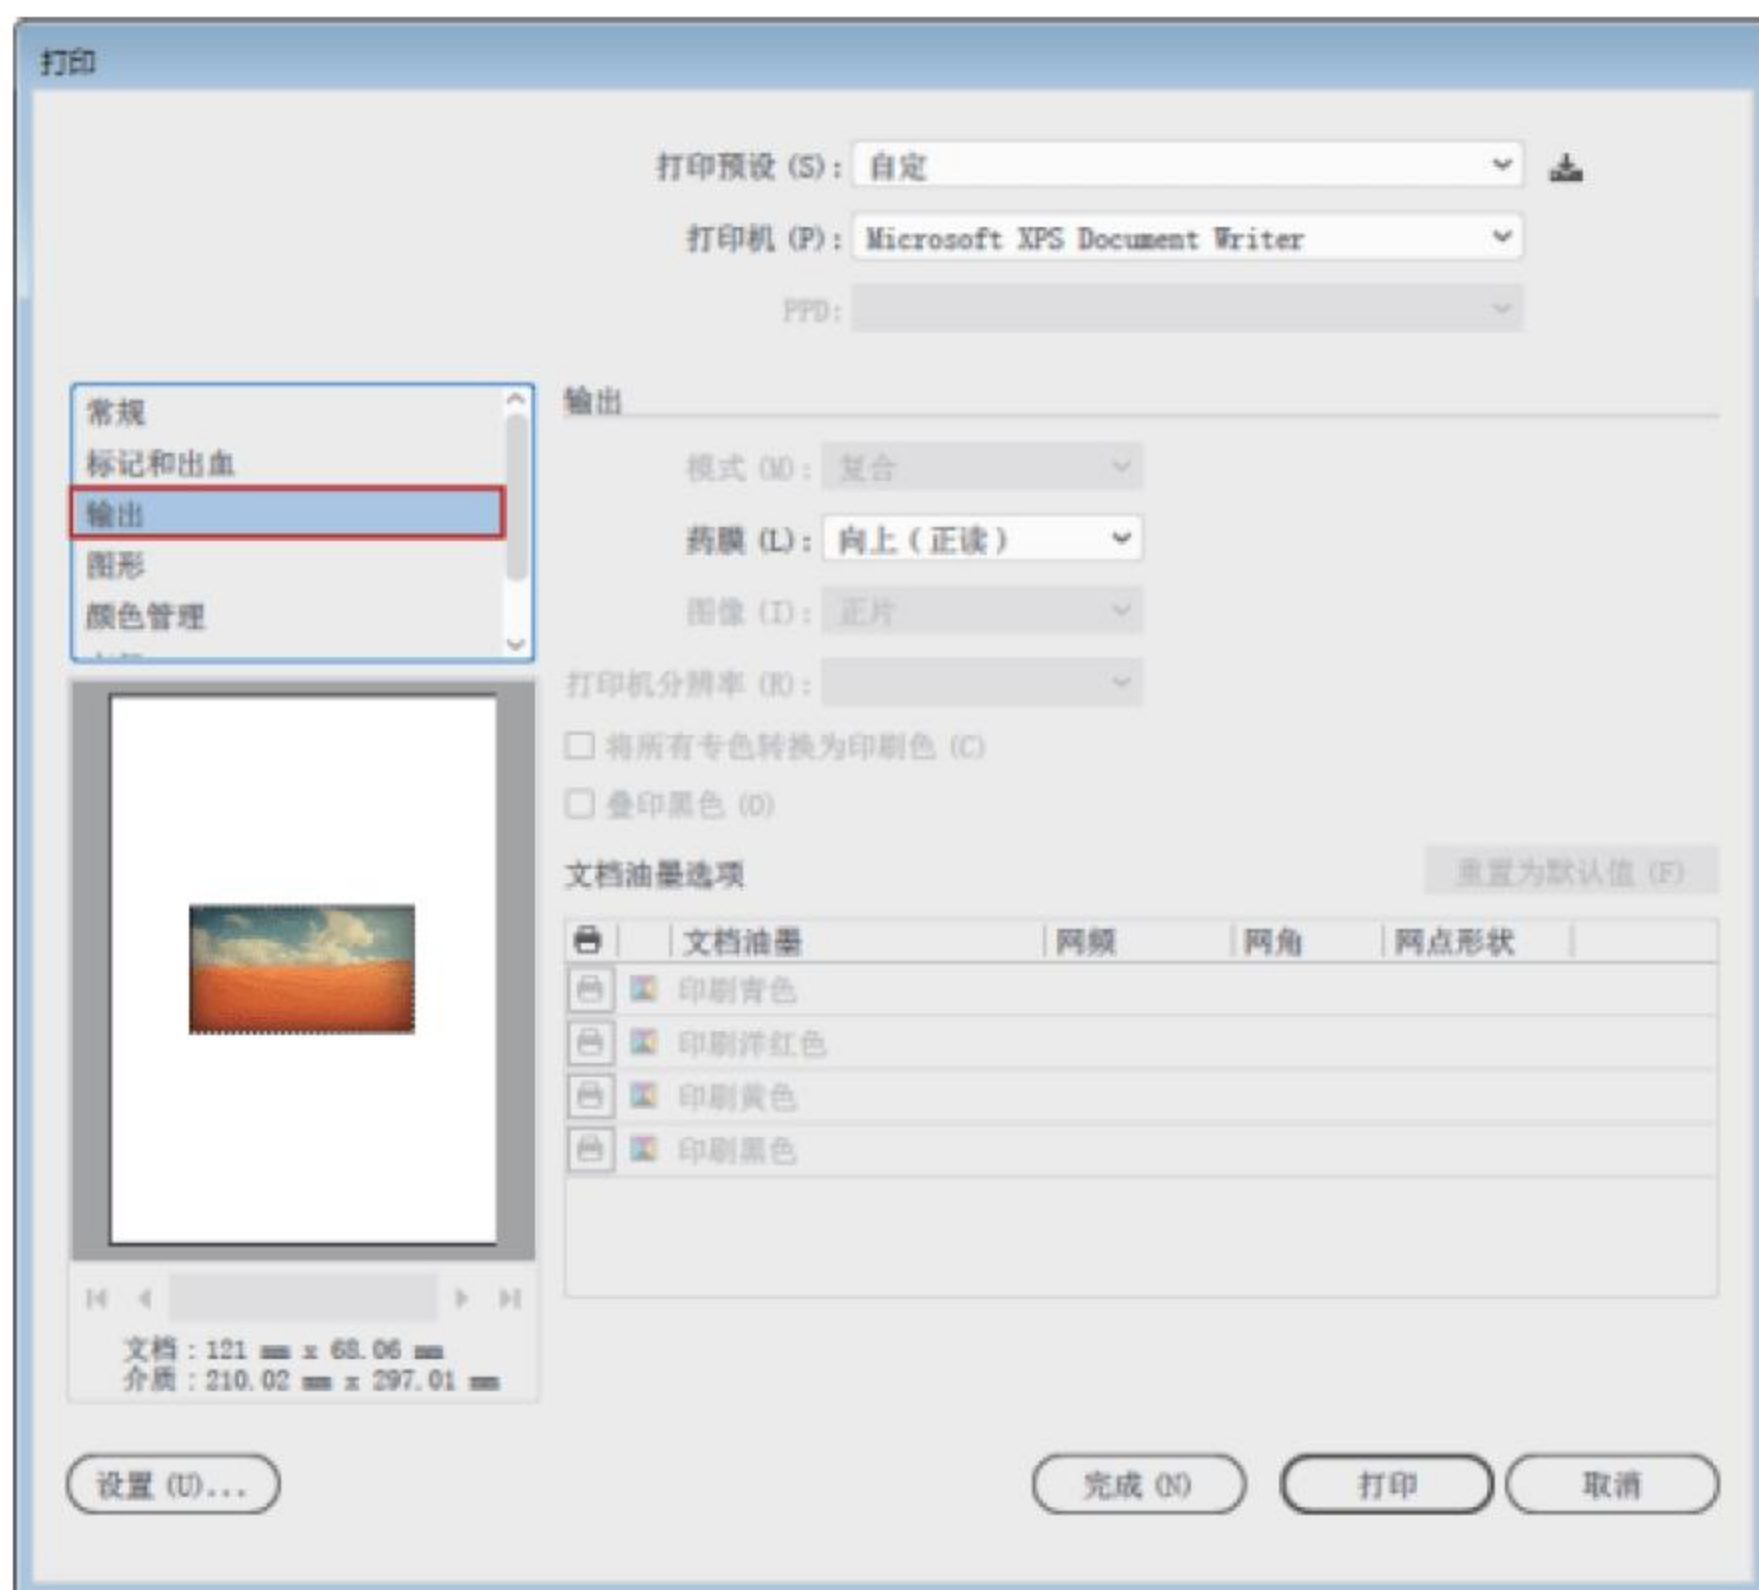 打印
打印预设 (S): 自定
打印机 (P): Microsoft XPS Document Writer
PPD:
常规
标记和出血
输出
图形
颜色管理
输出
模式 (M): 复合
药膜 (L): 向上 (正读)
图像 (I): 正片
打印机分辨率 (R):
将所有专色转换为印刷色 (C)
叠印黑色 (O)
文档油墨选项 重置为默认值 (F)
文档油墨 网频 网角 网点形状
印刷青色
印刷洋红色
印刷黄色
印刷黑色
文档:121 mm x 68.06 mm
介质:210.02 mm x 297.01 mm
设置 (U)... 完成 (N) 打印 取消